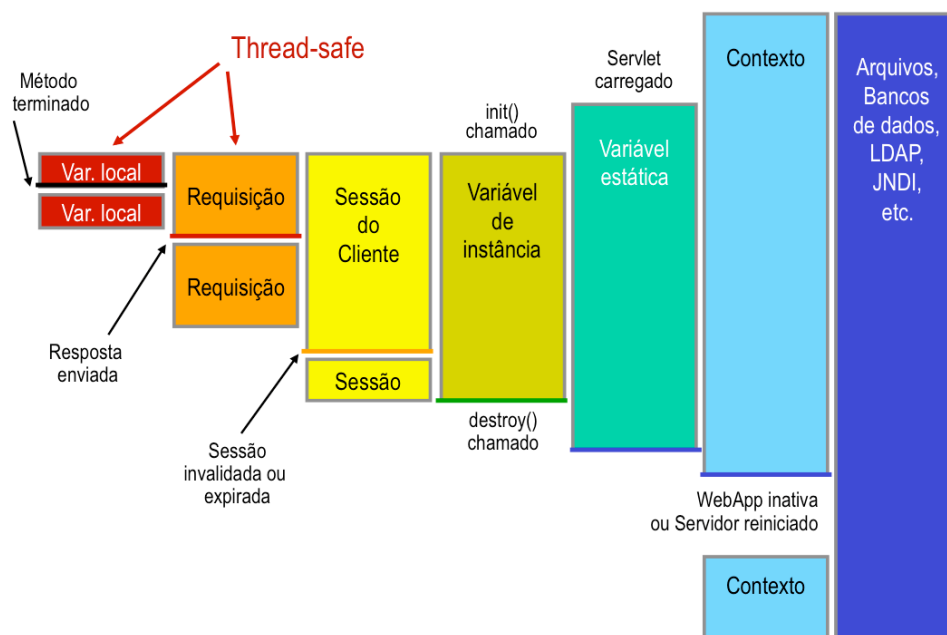 Thread-safe
Método
terminado
Var. local
Var. local
Requisição
Requisição
Resposta
enviada
Sessão
do
Cliente
Sessão
Sessão
invalidada ou
expirada
init()
chamado
Variável
de
instância
destroy()
chamado
Servlet
carregado
Variável
estática
Contexto
WebApp inativa
ou Servidor reiniciado
Contexto
Arquivos,
Bancos
de dados,
LDAP,
JNDI,
etc.